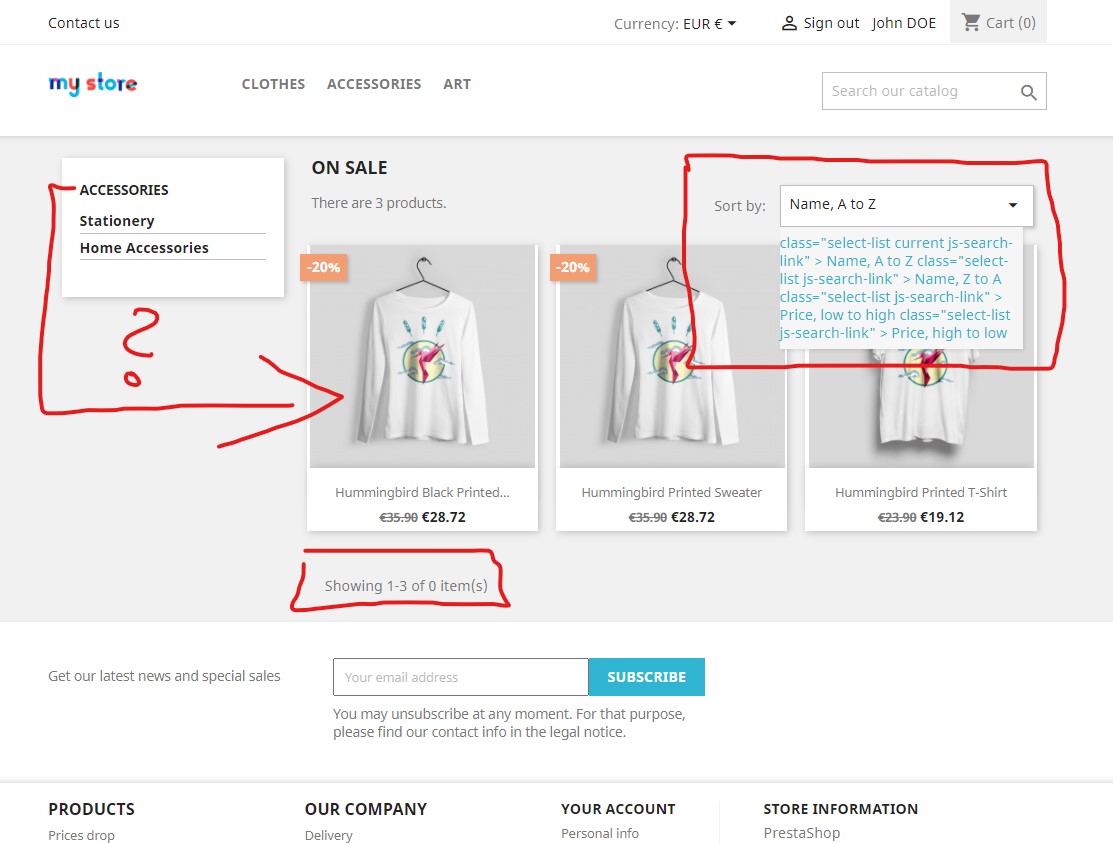 Contact us
Currency: EUR €
Sign out
John DOE
Cart (0)
my store
CLOTHES
ACCESSORIES
ART
Search our catalog
ACCESSORIES
Stationery
Home Accessories
?
ON SALE
There are 3 products.
Sort by:
Name, A to Z
class="select-list current js-search-
link" > Name, A to Z class="select-
list js-search-link" > Name, Z to A
class="select-list js-search-link" >
Price, low to high class="select-list
js-search-link" > Price, high to low
-20%
-20%
Hummingbird Black Printed...
€35.90 €28.72
Hummingbird Printed Sweater
€35.90 €28.72
Hummingbird Printed T-Shirt
€23.90 €19.12
Showing 1-3 of 0 item(s)
Get our latest news and special sales
Your email address
SUBSCRIBE
You may unsubscribe at any moment. For that purpose,
please find our contact info in the legal notice.
PRODUCTS
Prices drop
OUR COMPANY
Delivery
YOUR ACCOUNT
Personal info
STORE INFORMATION
PrestaShop